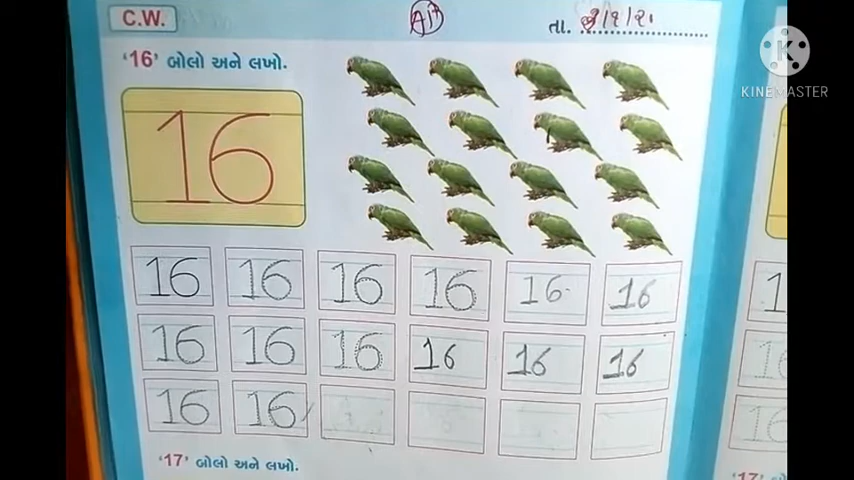 C.W.
A+
તા.
'16' બોલો અને લખો.
K
KINEMASTER
16
16 16 16 16 16 16
16 16 16 16 16 16
16 16
'17' બોલો અને લખો.